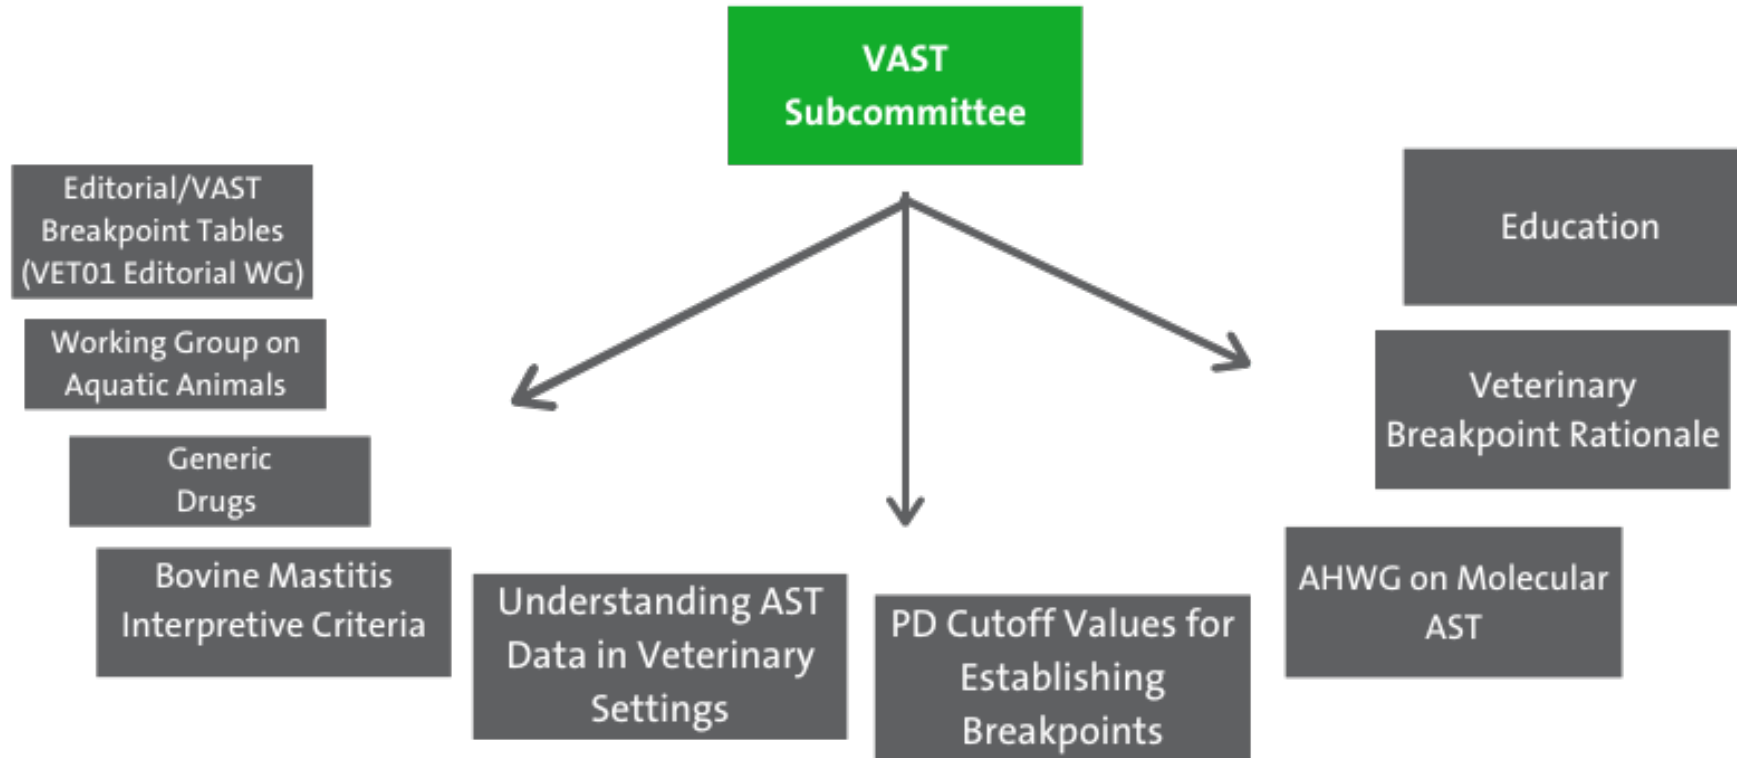 VAST
Subcommittee
Editorial/VAST
Breakpoint Tables
(VET01 Editorial WG)
Working Group on
Aquatic Animals
Generic
Drugs
Bovine Mastitis
Interpretive Criteria
Understanding AST
Data in Veterinary
Settings
PD Cutoff Values for
Establishing
Breakpoints
AHWG on Molecular
AST
Veterinary
Breakpoint Rationale
Education